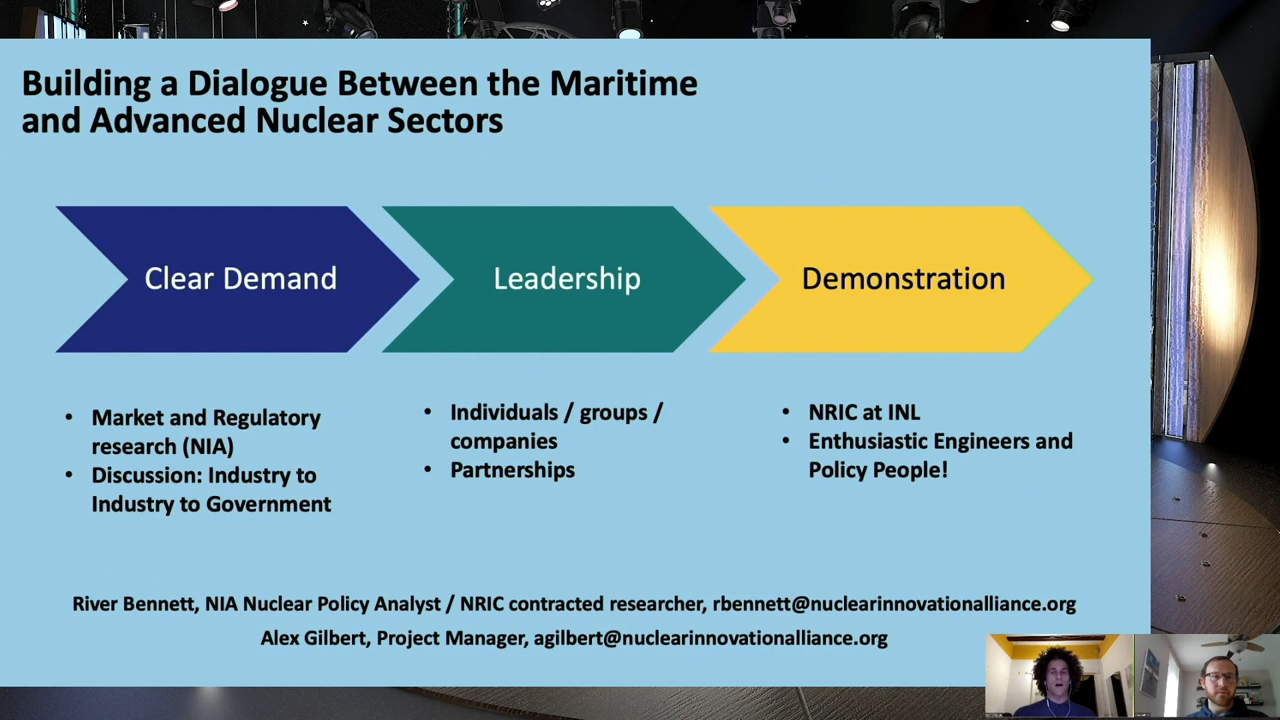 Building a Dialogue Between the Maritime
and Advanced Nuclear Sectors
Clear Demand
Leadership
Demonstration
• Market and Regulatory
research (NIA)
• Discussion: Industry to
Industry to Government
• Individuals / groups /
companies
• Partnerships
• NRIC at INL
• Enthusiastic Engineers and
Policy People!
River Bennett, NIA Nuclear Policy Analyst / NRIC contracted researcher, rbennett@nuclearinnovationalliance.org
Alex Gilbert, Project Manager, agilbert@nuclearinnovationalliance.org